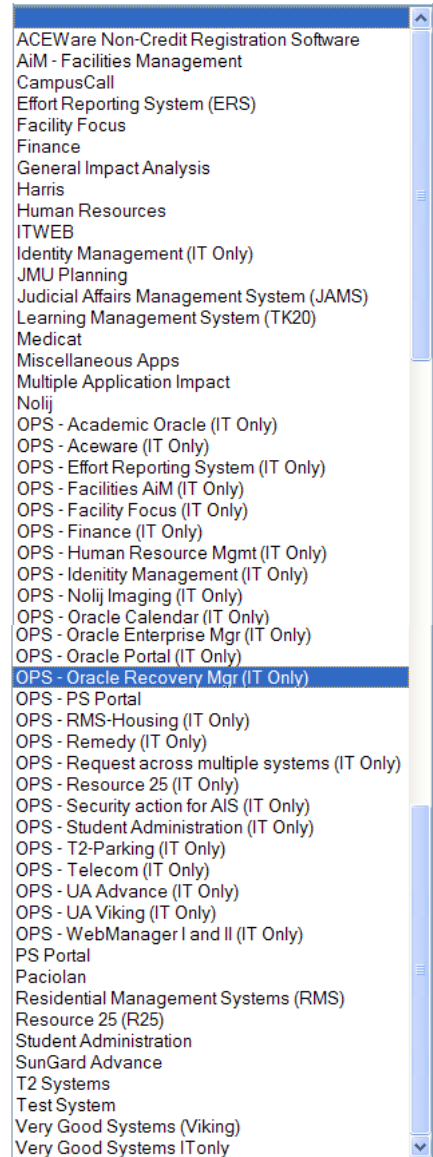 ACEWare Non-Credit Registration Software
AiM - Facilities Management
CampusCall
Effort Reporting System (ERS)
Facility Focus
Finance
General Impact Analysis
Harris
Human Resources
ITWEB
Identity Management (IT Only)
JMU Planning
Judicial Affairs Management System (JAMS)
Learning Management System (TK20)
Medicat
Miscellaneous Apps
Multiple Application Impact
Nolij
OPS - Academic Oracle (IT Only)
OPS - Aceware (IT Only)
OPS - Effort Reporting System (IT Only)
OPS - Facilities AiM (IT Only)
OPS - Facility Focus (IT Only)
OPS - Finance (IT Only)
OPS - Human Resource Mgmt (IT Only)
OPS - Idenitity Management (IT Only)
OPS - Nolij Imaging (IT Only)
OPS - Oracle Calendar (IT Only)
OPS - Oracle Enterprise Mgr (IT Only)
OPS - Oracle Portal (IT Only)
OPS - Oracle Recovery Mgr (IT Only)
OPS - PS Portal
OPS - RMS-Housing (IT Only)
OPS - Remedy (IT Only)
OPS - Request across multiple systems (IT Only)
OPS - Resource 25 (IT Only)
OPS - Security action for AIS (IT Only)
OPS - Student Administration (IT Only)
OPS - T2-Parking (IT Only)
OPS - Telecom (IT Only)
OPS - UA Advance (IT Only)
OPS - UA Viking (IT Only)
OPS - WebManager I and II (IT Only)
PS Portal
Paciolan
Residential Management Systems (RMS)
Resource 25 (R25)
Student Administration
SunGard Advance
T2 Systems
Test System
Very Good Systems (Viking)
Very Good Systems ITonly